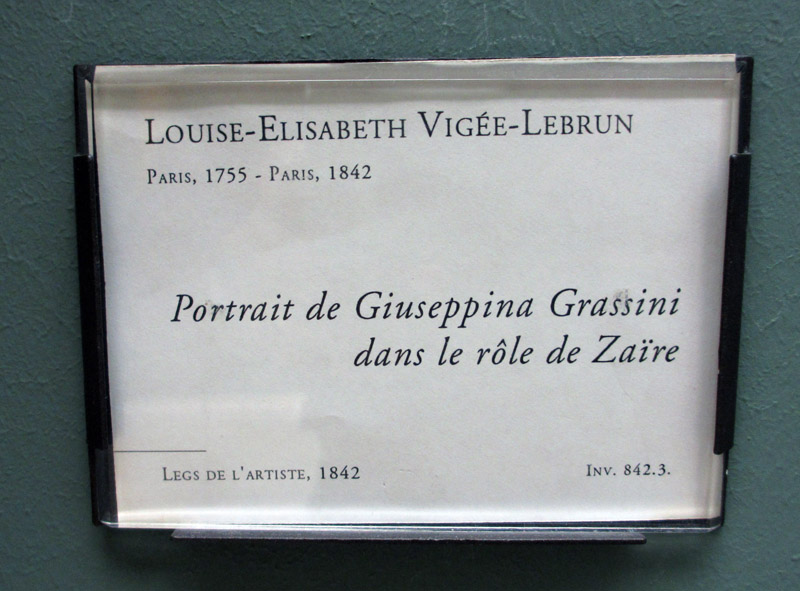 LOUISE-ELISABETH VIGÉE-LEBRUN
PARIS, 1755 - PARIS, 1842
Portrait de Giuseppina Grassini
dans le rôle de Zaïre
LEGS DE L'ARTISTE, 1842
INV. 842.3.